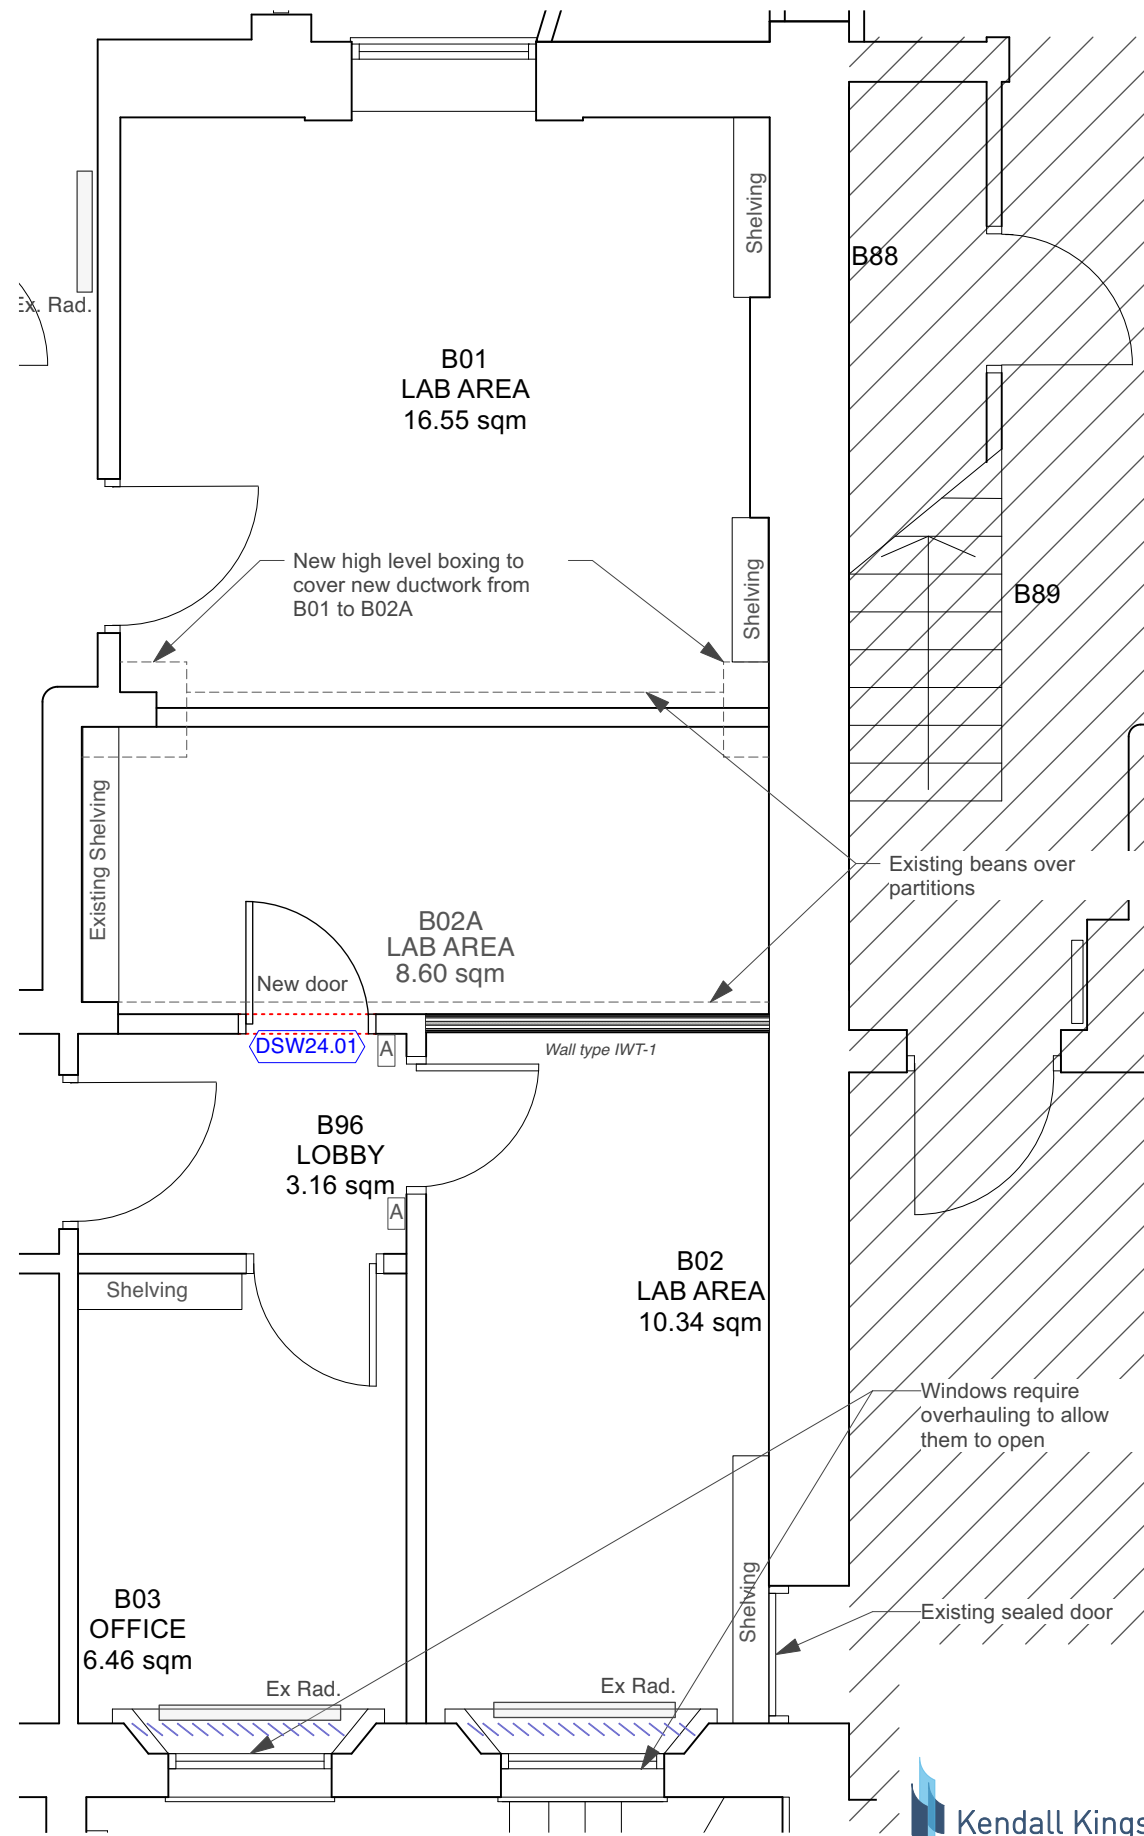 Shelving
B88
Ex. Rad.
B01
LAB AREA
16.55 sqm
New high level boxing to
cover new ductwork from
B01 to B02A
Shelving
B89
Existing Shelving
Existing beans over
partitions
B02A
LAB AREA
8.60 sqm
New door
DSW24.01
A
Wall type IWT-1
B96
LOBBY
3.16 sqm
A
B02
LAB AREA
10.34 sqm
Shelving
Windows require
overhauling to allow
them to open
Shelving
B03
OFFICE
6.46 sqm
Existing sealed door
Ex Rad.
Ex Rad.
Kendall Kings